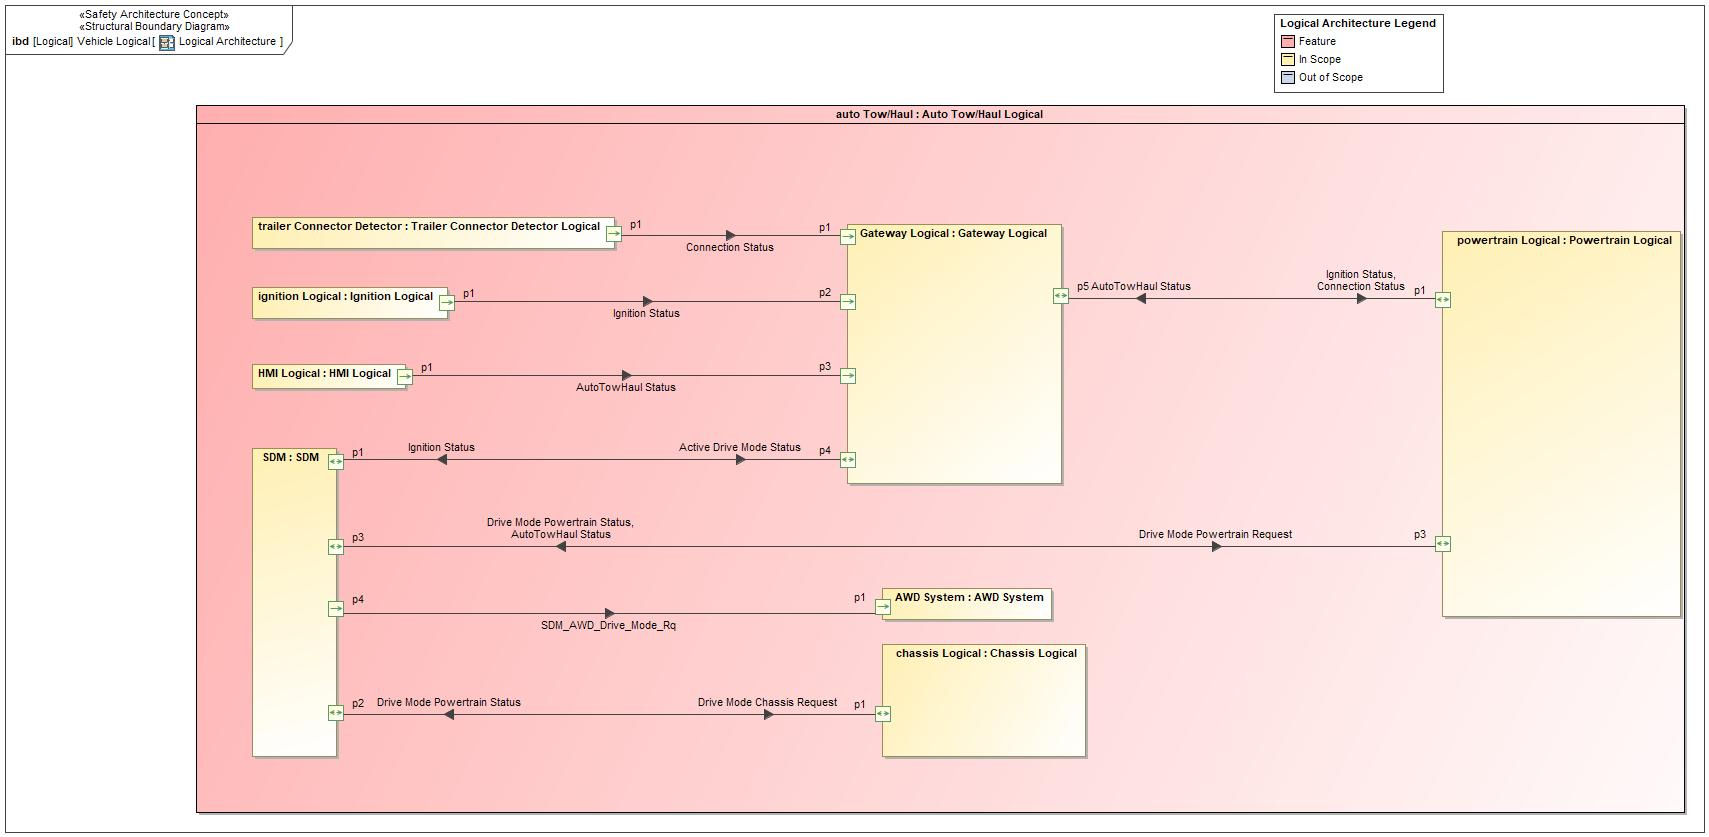 «Safety Architecture Concept»
«Structural Boundary Diagram»
ibd [Logical] Vehicle Logical [ Logical Architecture ]
Logical Architecture Legend
Feature
In Scope
Out of Scope
auto Tow/Haul : Auto Tow/Haul Logical
trailer Connector Detector : Trailer Connector Detector Logical
p1
Connection Status
p1
Gateway Logical : Gateway Logical
powertrain Logical : Powertrain Logical
ignition Logical : Ignition Logical
p1
Ignition Status
p2
p5 AutoTowHaul Status
Ignition Status,
Connection Status
p1
HMI Logical : HMI Logical
p1
AutoTowHaul Status
p3
SDM : SDM
p1
Ignition Status
Active Drive Mode Status
p4
p3
Drive Mode Powertrain Status,
AutoTowHaul Status
Drive Mode Powertrain Request
p3
p4
SDM_AWD_Drive_Mode_Rq
p1
AWD System : AWD System
chassis Logical : Chassis Logical
p2
Drive Mode Powertrain Status
Drive Mode Chassis Request
p1